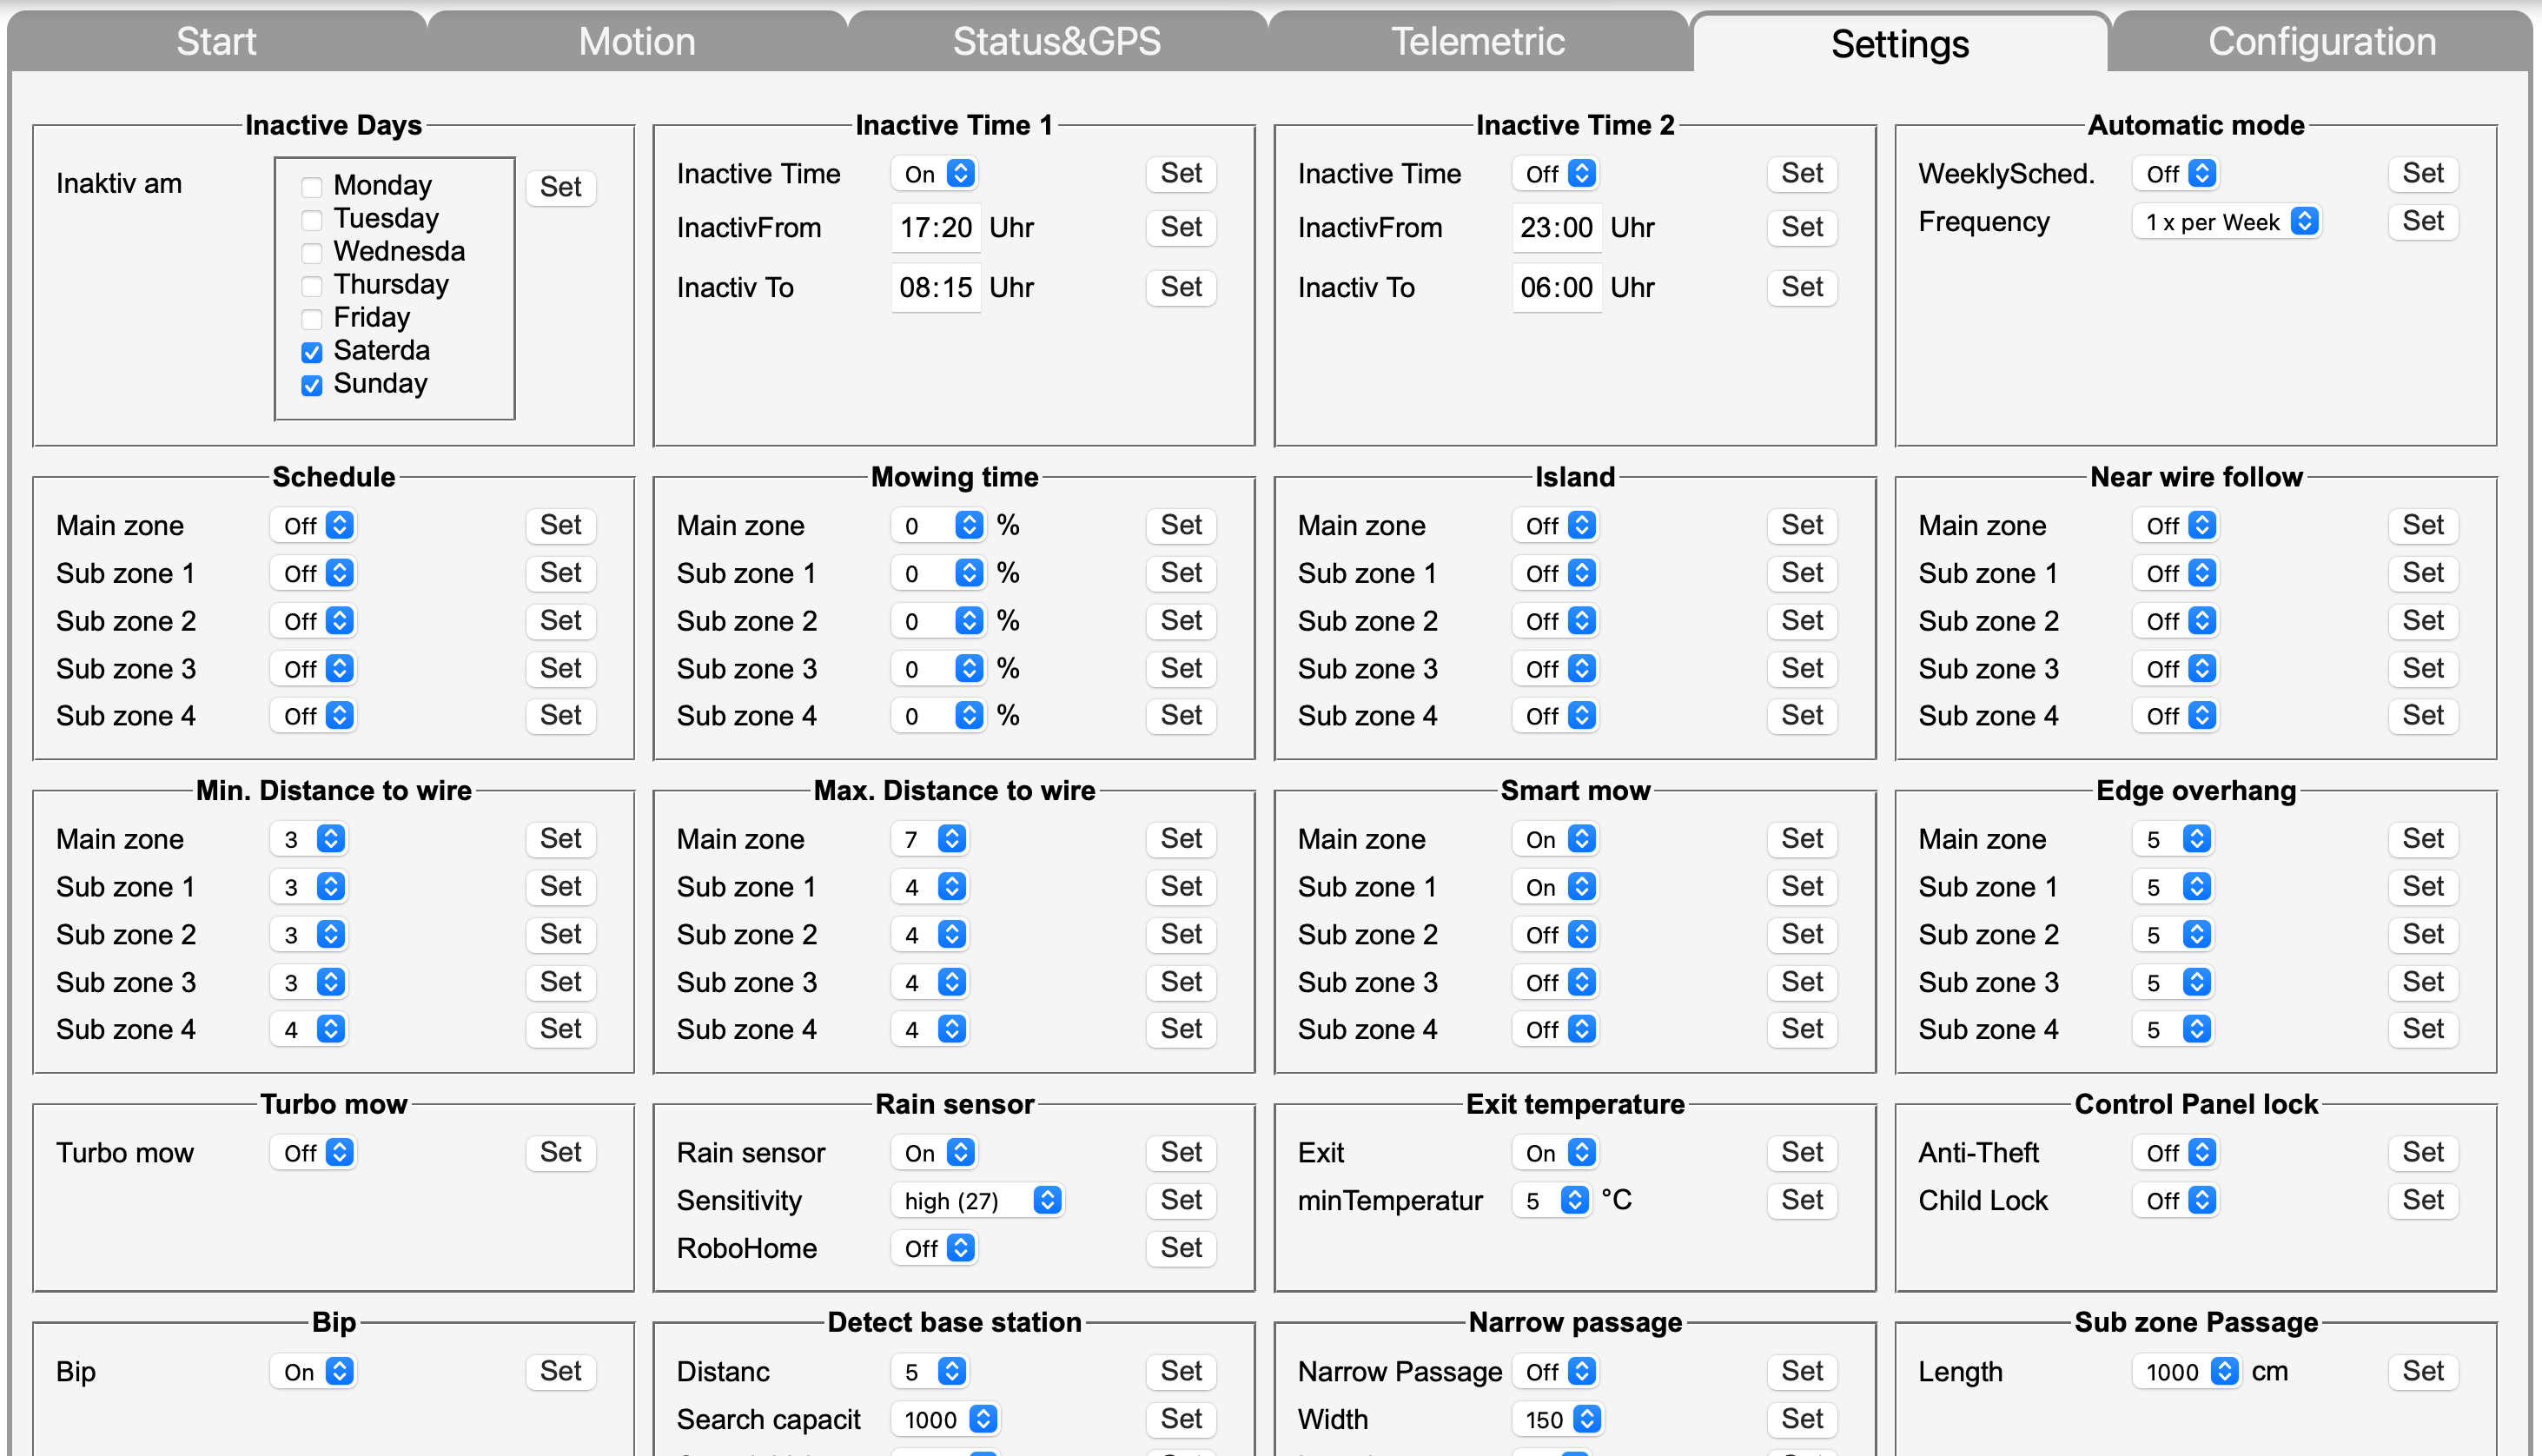 Start Motion Status&GPS Telemetric Settings Configuration
Inactive Days
Inaktiv am
Monday
Tuesday
Wednesda
Thursday
Friday
Saterda
Sunday
Set
Inactive Time 1
Inactive Time On Set
InactivFrom 17:20 Uhr Set
Inactiv To 08:15 Uhr Set
Inactive Time 2
Inactive Time Off Set
InactivFrom 23:00 Uhr Set
Inactiv To 06:00 Uhr Set
Automatic mode
WeeklySched. Off Set
Frequency 1 x per Week Set
Schedule
Main zone Off Set
Sub zone 1 Off Set
Sub zone 2 Off Set
Sub zone 3 Off Set
Sub zone 4 Off Set
Mowing time
Main zone 0 % Set
Sub zone 1 0 % Set
Sub zone 2 0 % Set
Sub zone 3 0 % Set
Sub zone 4 0 % Set
Island
Main zone Off Set
Sub zone 1 Off Set
Sub zone 2 Off Set
Sub zone 3 Off Set
Sub zone 4 Off Set
Near wire follow
Main zone Off Set
Sub zone 1 Off Set
Sub zone 2 Off Set
Sub zone 3 Off Set
Sub zone 4 Off Set
Min. Distance to wire
Main zone 3 Set
Sub zone 1 3 Set
Sub zone 2 3 Set
Sub zone 3 3 Set
Sub zone 4 4 Set
Max. Distance to wire
Main zone 7 Set
Sub zone 1 4 Set
Sub zone 2 4 Set
Sub zone 3 4 Set
Sub zone 4 4 Set
Smart mow
Main zone On Set
Sub zone 1 On Set
Sub zone 2 Off Set
Sub zone 3 Off Set
Sub zone 4 Off Set
Edge overhang
Main zone 5 Set
Sub zone 1 5 Set
Sub zone 2 5 Set
Sub zone 3 5 Set
Sub zone 4 5 Set
Turbo mow
Turbo mow Off Set
Rain sensor
Rain sensor On Set
Sensitivity high (27) Set
RoboHome Off Set
Exit temperature
Exit On Set
minTemperatur 5 °C Set
Control Panel lock
Anti-Theft Off Set
Child Lock Off Set
Bip
Bip On Set
Detect base station
Distanc 5 Set
Search capacit 1000 Set
Narrow passage
Narrow Passage Off Set
Width 150 Set
Sub zone Passage
Length 1000 cm Set